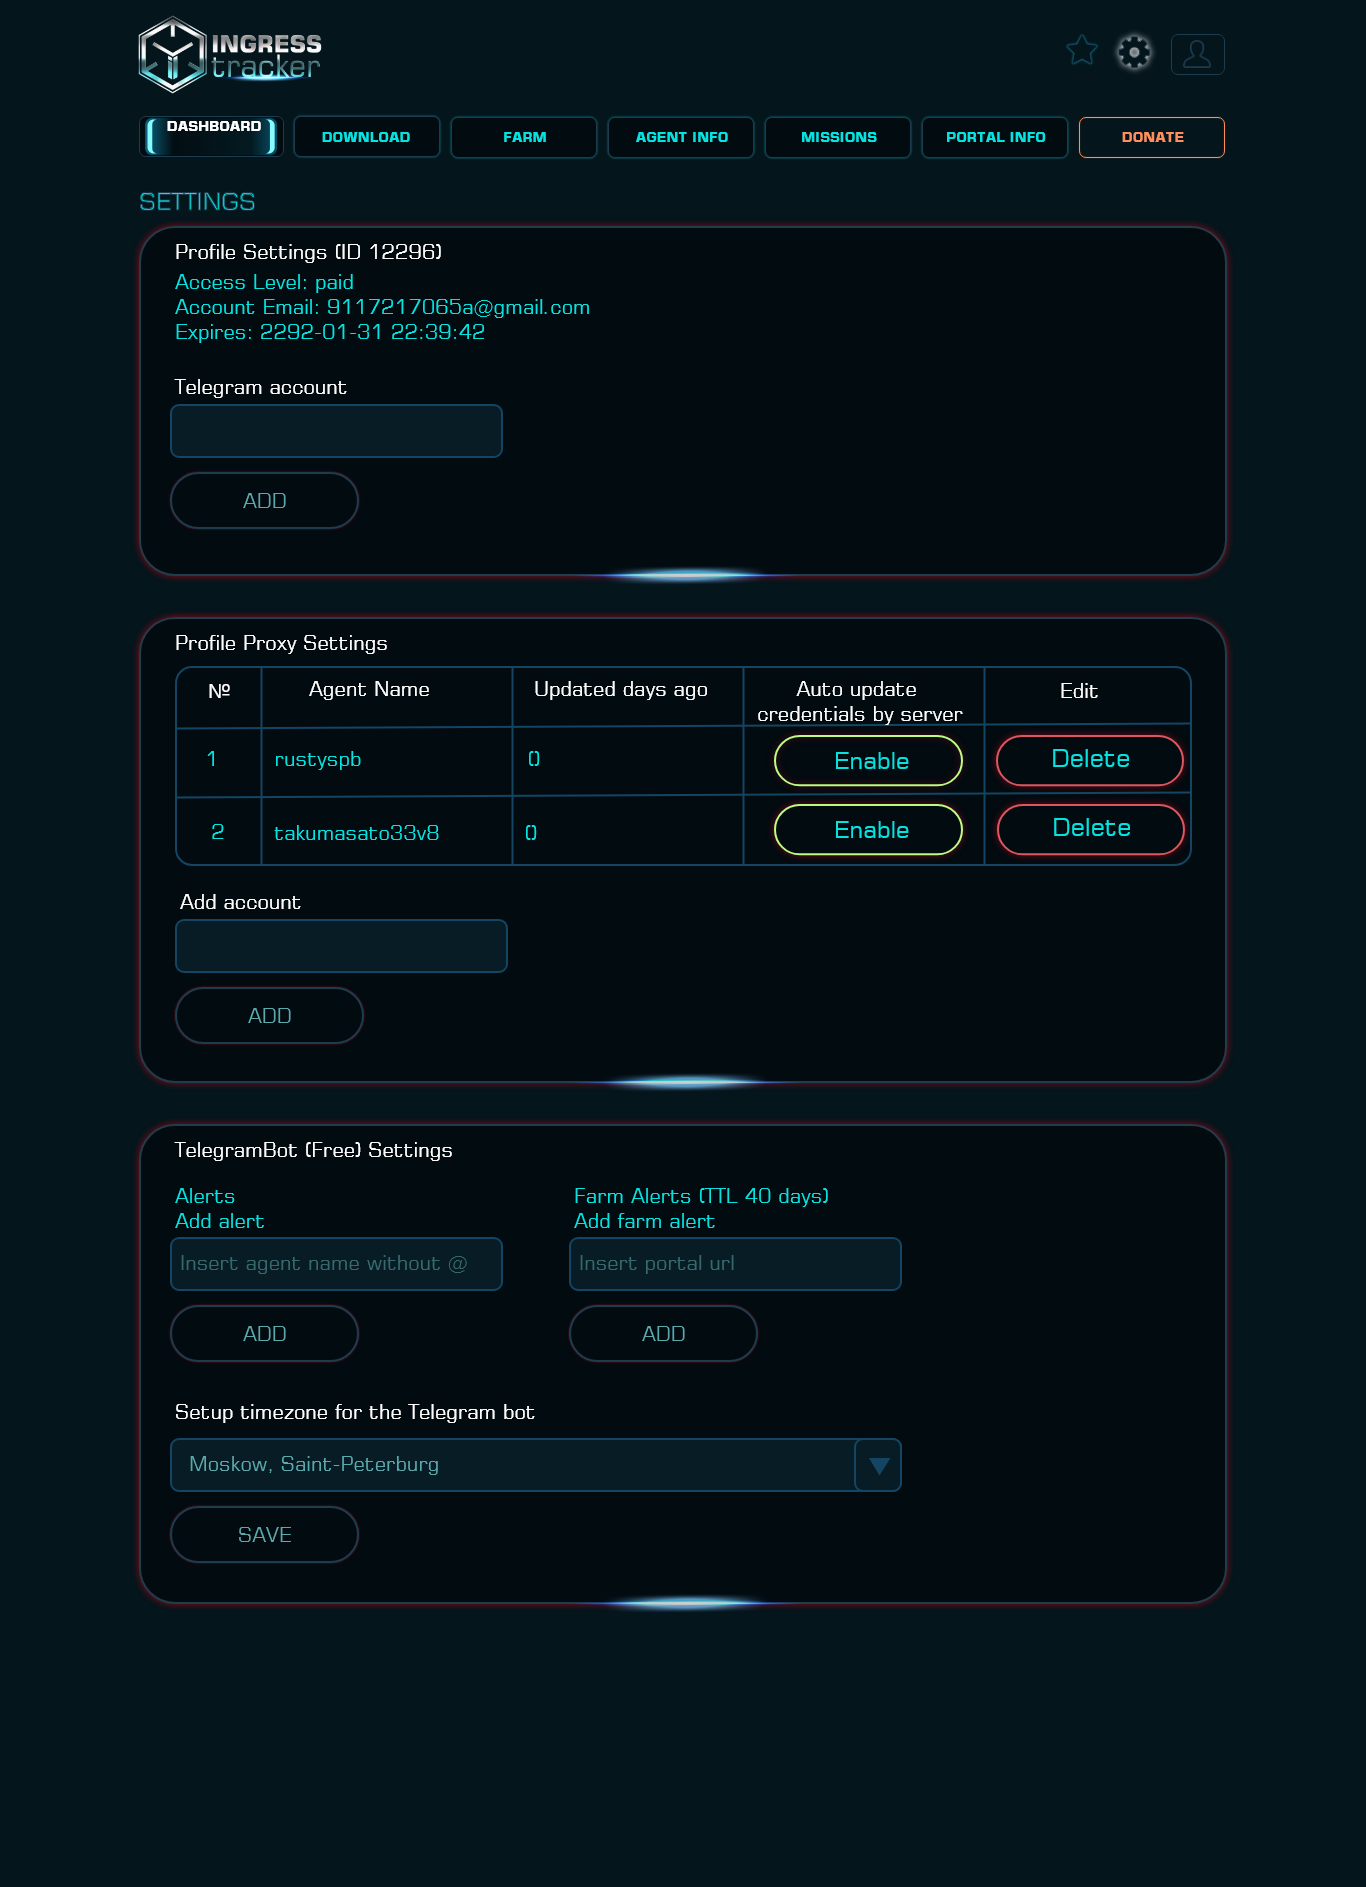 INGRESS
tracker
DASHBOARD
DOWNLOAD
FARM
AGENT INFO
MISSIONS
PORTAL INFO
DONATE
SETTINGS
Profile Settings (ID 12296)
Access Level: paid
Account Email: 9117217065a@gmail.com
Expires: 2292-01-31 22:39:42
Telegram account
ADD
Profile Proxy Settings
№ Agent Name Updated days ago Auto update Edit
credentials by server
1 rustyspb 0 Enable Delete
2 takumasato33v8 0 Enable Delete
Add account
ADD
TelegramBot (Free) Settings
Alerts
Add alert
Insert agent name without @
ADD
Farm Alerts (TTL 40 days)
Add farm alert
Insert portal url
ADD
Setup timezone for the Telegram bot
Moskow, Saint-Peterburg
SAVE